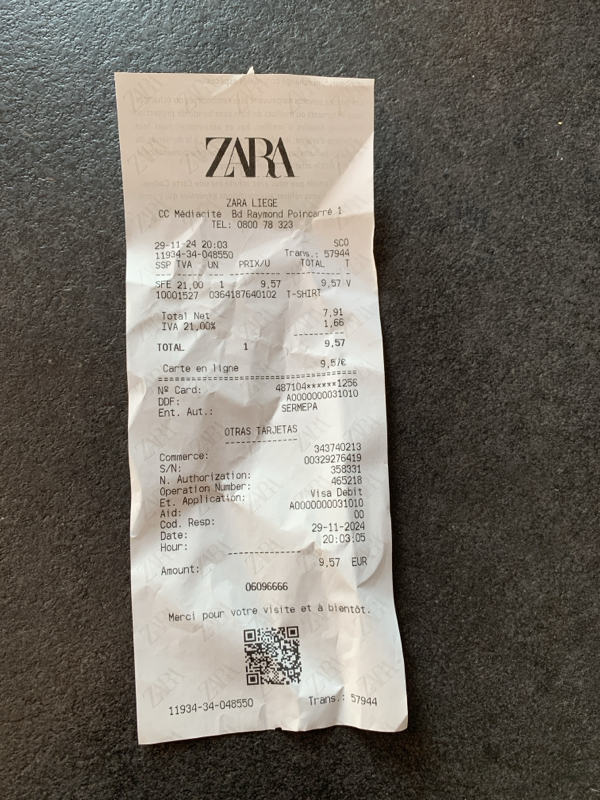 ZARA
ZARA LIEGE
CC Médiacité Bd Raymond Poincarré 1
TEL: 0800 78 323
29-11-24 20:03 SCO
11934-34-048550 Trans.: 57944
SSP TVA UN PRIX/U TOTAL T
SFE 21,00 1 9,57 9,57 V
10001527 0364187640102 T-SHIRT
Total Net 7,91
IVA 21,00% 1,66
TOTAL 1 9,57
Carte en ligne 9,57€
Nº Card: 487104******1256
DDF: A0000000031010
Ent. Aut.: SERMEPA
OTRAS TARJETAS
Commerce: 343740213
S/N: 00329276419
N. Authorization: 358331
Operation Number: 465218
Et. Application: Visa Debit
Aid: A0000000031010
Cod. Resp: 00
Date: 29-11-2024
Hour: 20:03:05
Amount: 9,57 EUR
06096666
Merci pour votre visite et à bientôt.
11934-34-048550 Trans.: 57944